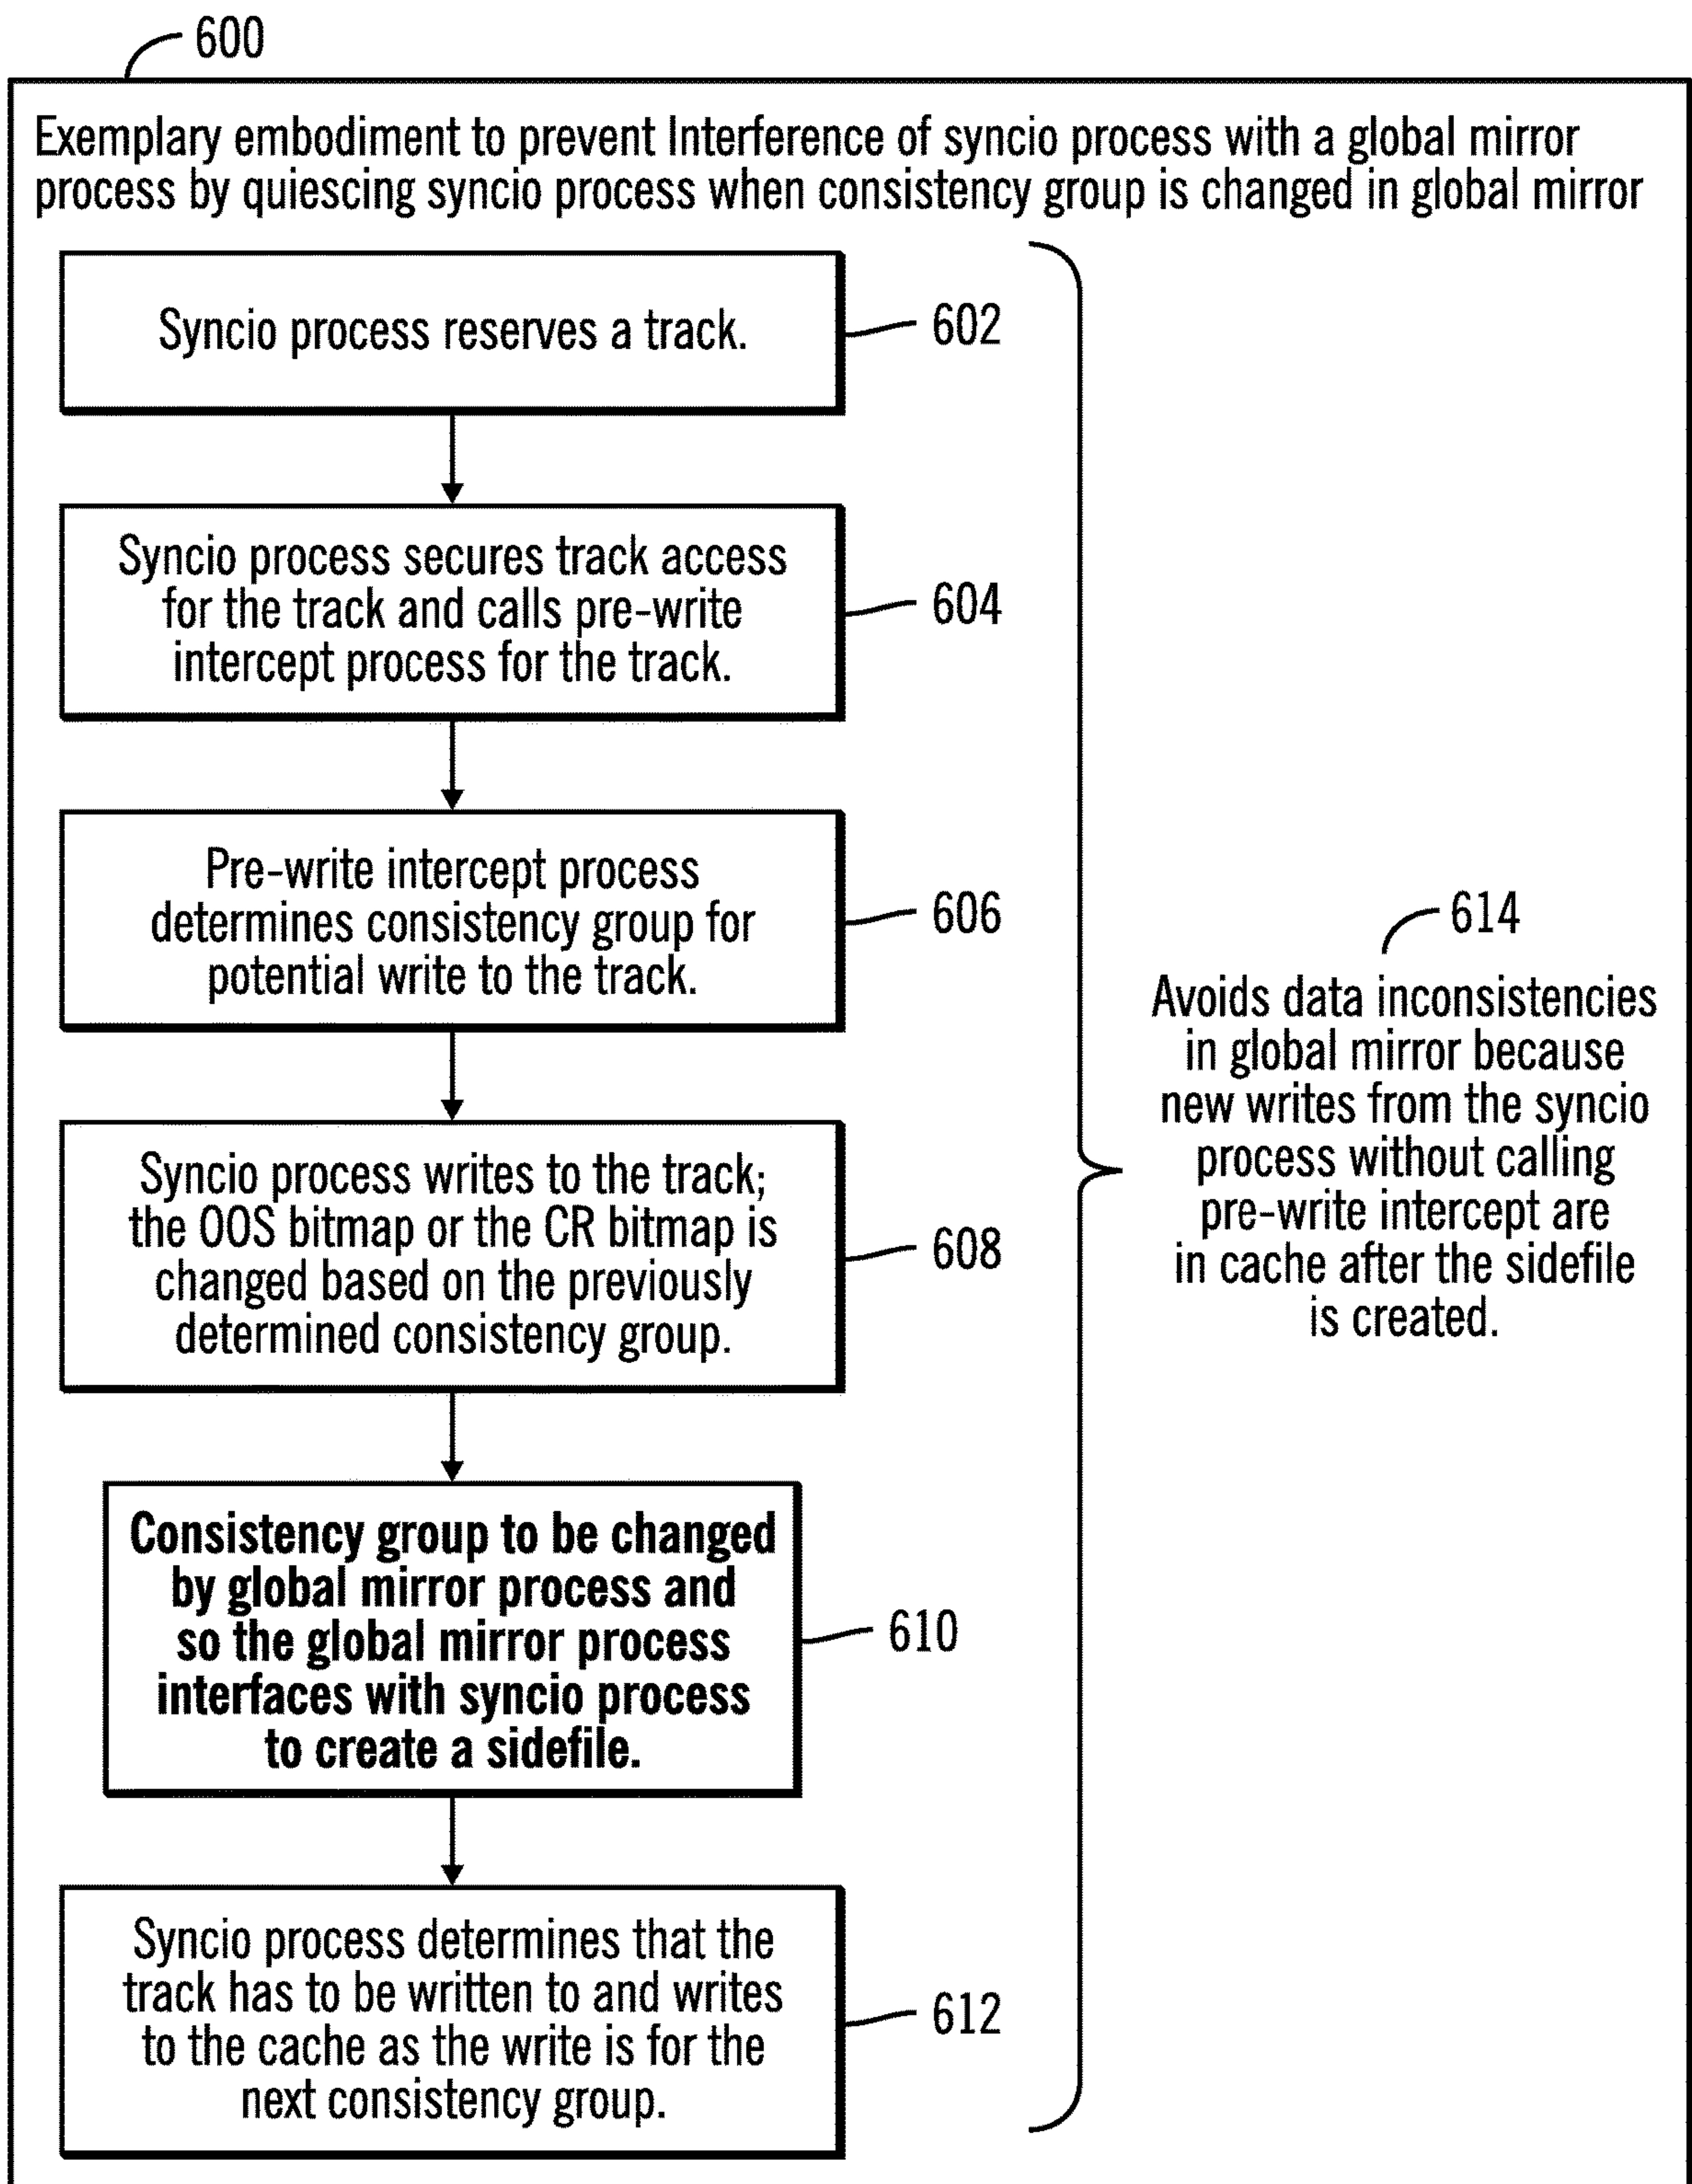 600
Exemplary embodiment to prevent Interference of syncio process with a global mirror
process by quiescing syncio process when consistency group is changed in global mirror
Syncio process reserves a track.
602
Syncio process secures track access
for the track and calls pre-write
intercept process for the track.
604
Pre-write intercept process
determines consistency group for
potential write to the track.
606
Syncio process writes to the track;
the OOS bitmap or the CR bitmap is
changed based on the previously
determined consistency group.
608
Consistency group to be changed
by global mirror process and
so the global mirror process
interfaces with syncio process
to create a sidefile.
610
Syncio process determines that the
track has to be written to and writes
to the cache as the write is for the
next consistency group.
612
614
Avoids data inconsistencies
in global mirror because
new writes from the syncio
process without calling
pre-write intercept are
in cache after the sidefile
is created.